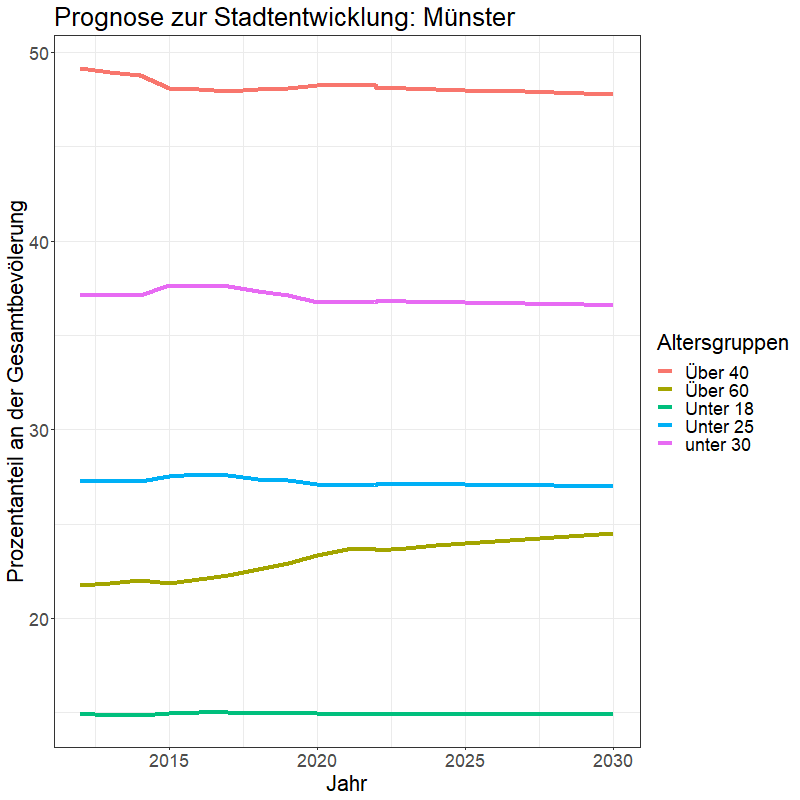 Prognose zur Stadtentwicklung: Münster
50
40
30
20
Prozentanteil an der Gesamtbevölerung
2015 2020 2025 2030
Jahr
Altersgruppen
Über 40
Über 60
Unter 18
Unter 25
unter 30